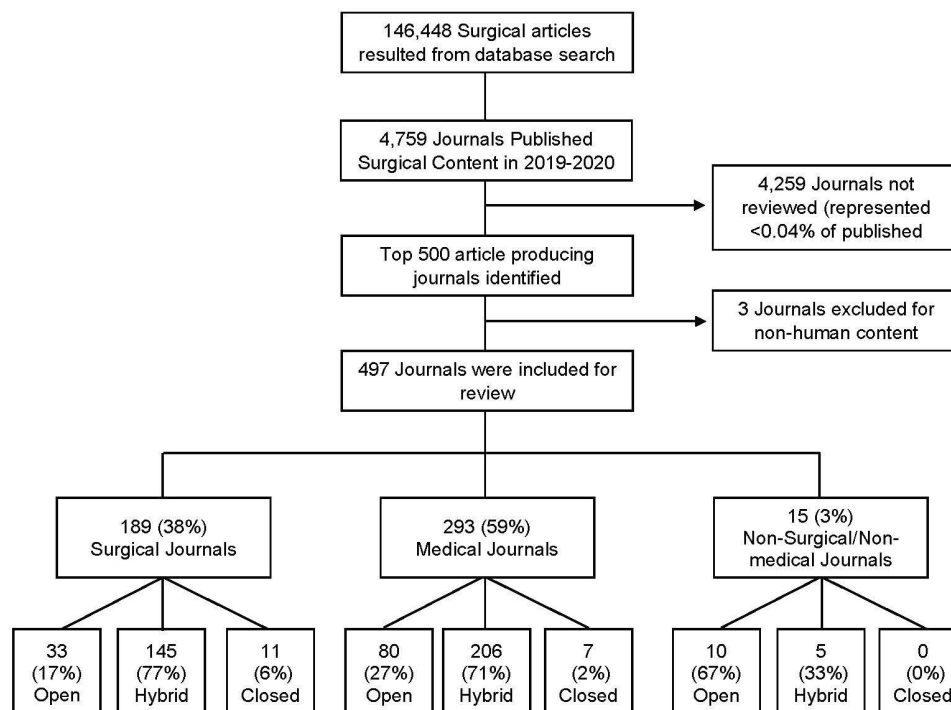 146,448 Surgical articles
resulted from database search
4,759 Journals Published
Surgical Content in 2019-2020
4,259 Journals not
reviewed (represented
<0.04% of published
Top 500 article producing
journals identified
3 Journals excluded for
non-human content
497 Journals were included for
review
189 (38%)
Surgical Journals
293 (59%)
Medical Journals
15 (3%)
Non-Surgical/Non-
medical Journals
33
(17%)
Open
145
(77%)
Hybrid
11
(6%)
Closed
80
(27%)
Open
206
(71%)
Hybrid
7
(2%)
Closed
10
(67%)
Open
5
(33%)
Hybrid
0
(0%)
Closed